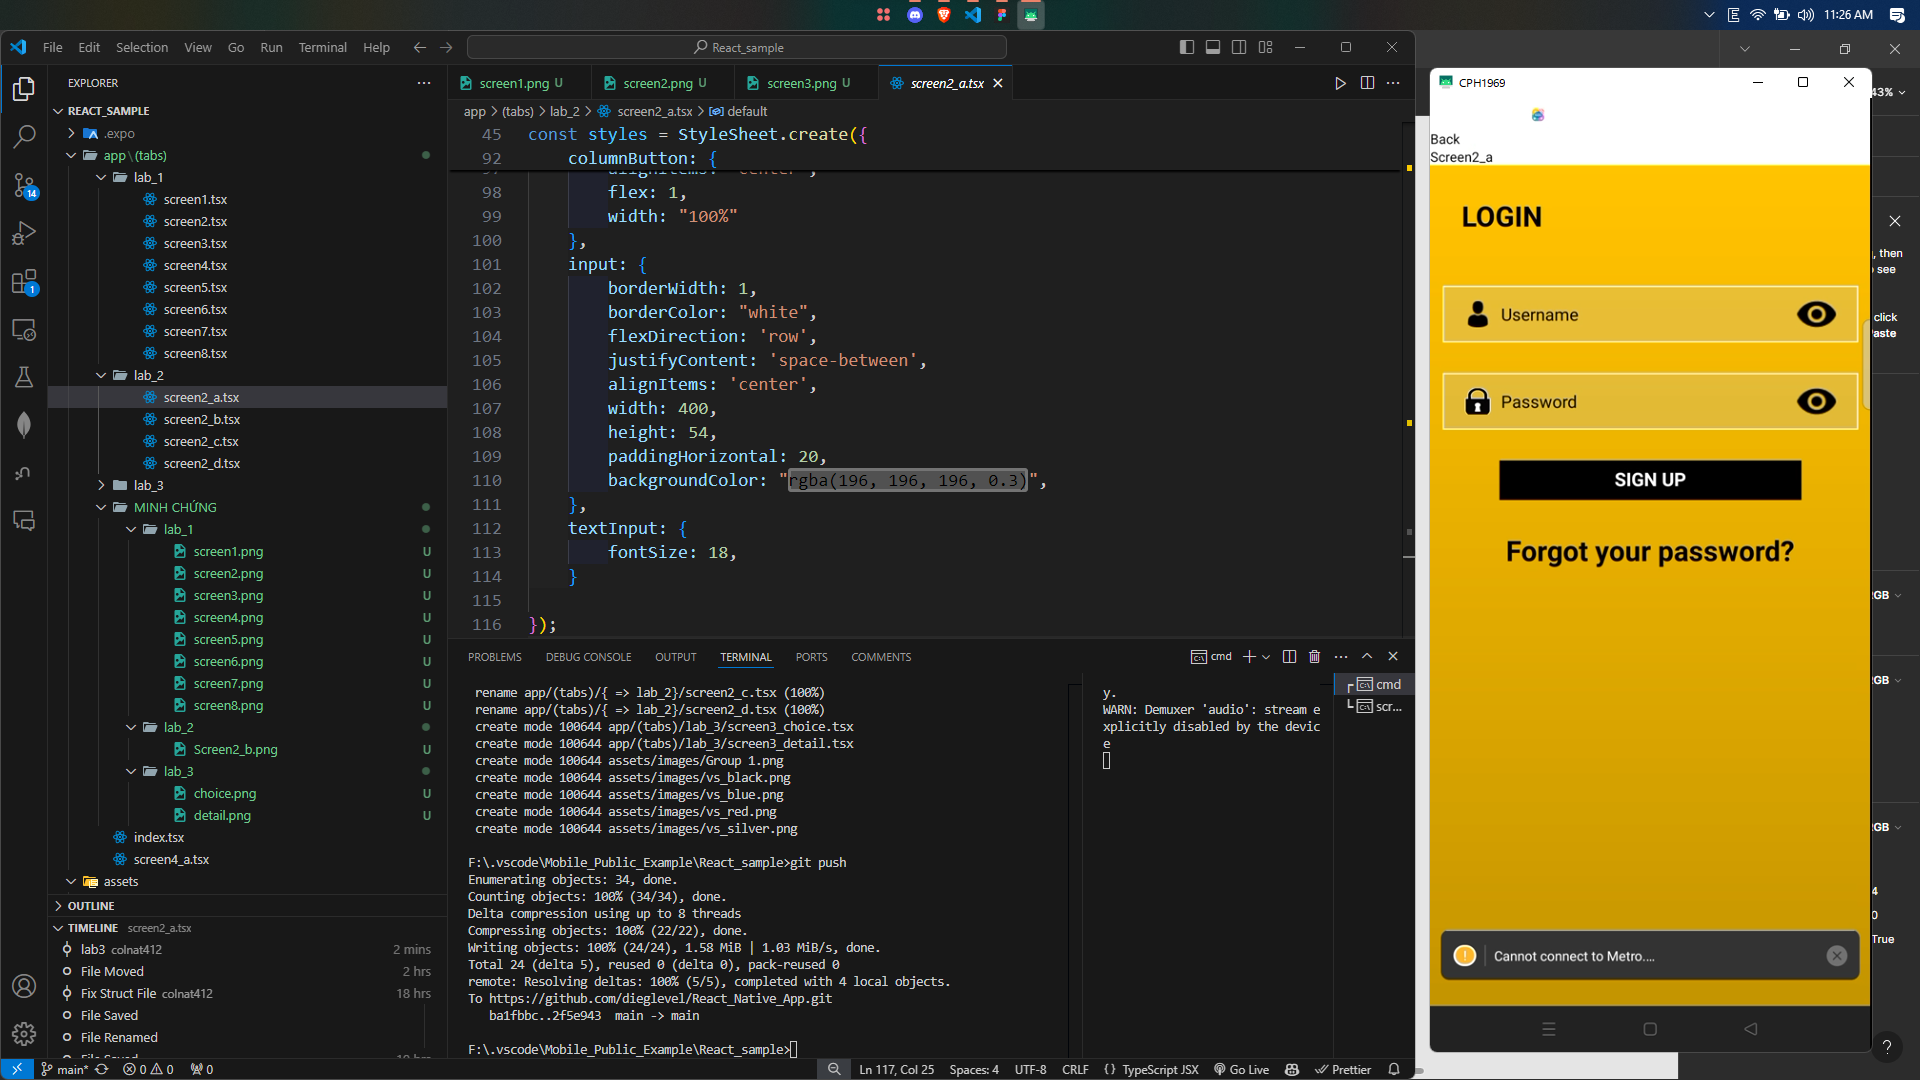 11:26 AM
File Edit Selection View Go Run Terminal Help
React_sample
EXPLORER
REACT_SAMPLE
.expo
app\(tabs)
lab_1
screen1.tsx
screen2.tsx
screen3.tsx
screen4.tsx
screen5.tsx
screen6.tsx
screen7.tsx
screen8.tsx
lab_2
screen2_a.tsx
screen2_b.tsx
screen2_c.tsx
screen2_d.tsx
lab_3
MINH CHỨNG
lab_1
screen1.png U
screen2.png U
screen3.png U
screen4.png U
screen5.png U
screen6.png U
screen7.png U
screen8.png U
lab_2
Screen2_b.png U
lab_3
choice.png U
detail.png U
index.tsx
screen4_a.tsx
assets
OUTLINE
TIMELINE screen2_a.tsx
lab3 colnat412 2 mins
File Moved 2 hrs
Fix Struct File colnat412 18 hrs
File Saved
File Renamed
14
1
screen1.png U screen2.png U screen3.png U screen2_a.tsx
app > (tabs) > lab_2 > screen2_a.tsx > default
45 const styles = StyleSheet.create({
92 columnButton: {
98 flex: 1,
99 width: "100%"
100 },
101 input: {
102 borderWidth: 1,
103 borderColor: "white",
104 flexDirection: 'row',
105 justifyContent: 'space-between',
106 alignItems: 'center',
107 width: 400,
108 height: 54,
109 paddingHorizontal: 20,
110 backgroundColor: "rgba(196, 196, 196, 0.3)",
111 },
112 textInput: {
113 fontSize: 18,
114 }
115
116 });
PROBLEMS DEBUG CONSOLE OUTPUT TERMINAL PORTS COMMENTS
cmd
rename app/(tabs)/{ => lab_2}/screen2_c.tsx (100%)
rename app/(tabs)/{ => lab_2}/screen2_d.tsx (100%)
create mode 100644 app/(tabs)/lab_3/screen3_choice.tsx
create mode 100644 app/(tabs)/lab_3/screen3_detail.tsx
create mode 100644 assets/images/Group 1.png
create mode 100644 assets/images/vs_black.png
create mode 100644 assets/images/vs_blue.png
create mode 100644 assets/images/vs_red.png
create mode 100644 assets/images/vs_silver.png
F:\.vscode\Mobile_Public_Example\React_sample>git push
Enumerating objects: 34, done.
Counting objects: 100% (34/34), done.
Delta compression using up to 8 threads
Compressing objects: 100% (22/22), done.
Writing objects: 100% (24/24), 1.58 MiB | 1.03 MiB/s, done.
Total 24 (delta 5), reused 0 (delta 0), pack-reused 0
remote: Resolving deltas: 100% (5/5), completed with 4 local objects.
To https://github.com/dieglevel/React_Native_App.git
ba1fbbc..2f5e943 main -> main
F:\.vscode\Mobile_Public_Example\React_sample>
y.
WARN: Demuxer 'audio': stream e
xplicitly disabled by the devic
e
cmd
scr...
main* 0 0 0
Ln 117, Col 25 Spaces: 4 UTF-8 CRLF {} TypeScript JSX Go Live Prettier
CPH1969
Back
Screen2_a
LOGIN
Username
Password
SIGN UP
Forgot your password?
Cannot connect to Metro....
43%
, then
see
click
Paste
RGB
RGB
RGB
4
0
True
?